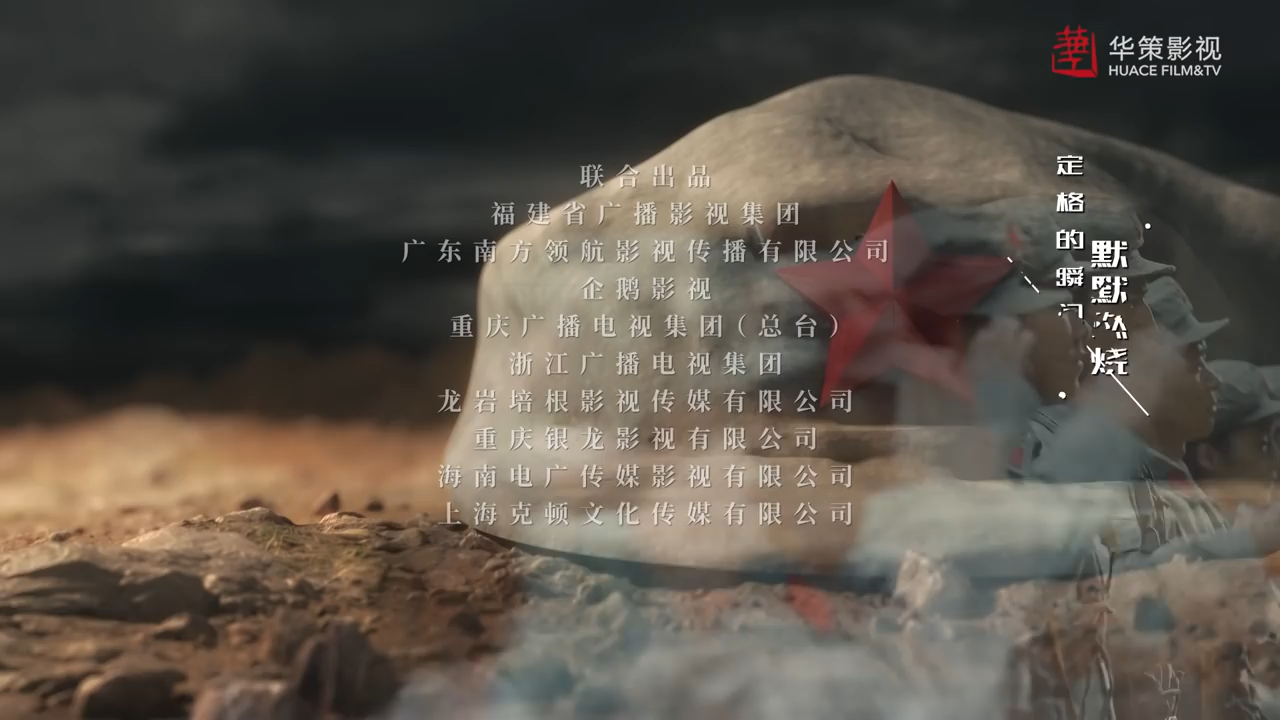 华策影视
HUACE FILM&TV
联合出品
福建省广播影视集团
广东南方领航影视传播有限公司
企鹅影视
重庆广播电视集团（总台）
浙江广播电视集团
龙岩培根影视传媒有限公司
重庆银龙影视有限公司
海南电广传媒影视有限公司
上海克顿文化传媒有限公司
定格的瞬间
默默燃烧